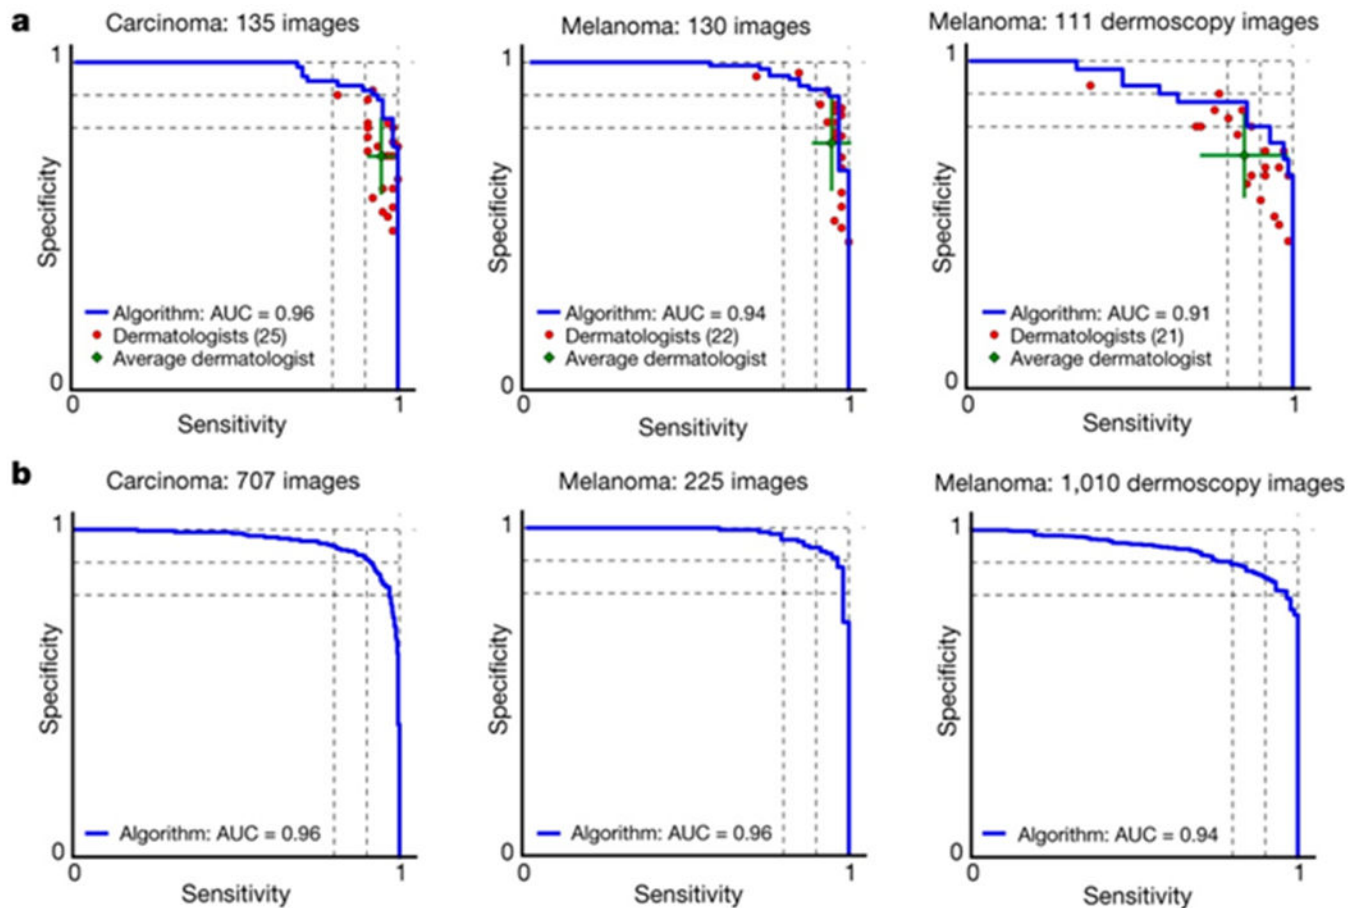 a
Carcinoma: 135 images
1
Specificity
Algorithm: AUC = 0.96
Dermatologists (25)
Average dermatologist
0
0
1
Sensitivity
Melanoma: 130 images
1
Specificity
Algorithm: AUC = 0.94
Dermatologists (22)
Average dermatologist
0
0
1
Sensitivity
Melanoma: 111 dermoscopy images
1
Specificity
Algorithm: AUC = 0.91
Dermatologists (21)
Average dermatologist
0
0
1
Sensitivity
b
Carcinoma: 707 images
1
Specificity
Algorithm: AUC = 0.96
0
0
1
Sensitivity
Melanoma: 225 images
1
Specificity
Algorithm: AUC = 0.96
0
0
1
Sensitivity
Melanoma: 1,010 dermoscopy images
1
Specificity
Algorithm: AUC = 0.94
0
0
1
Sensitivity